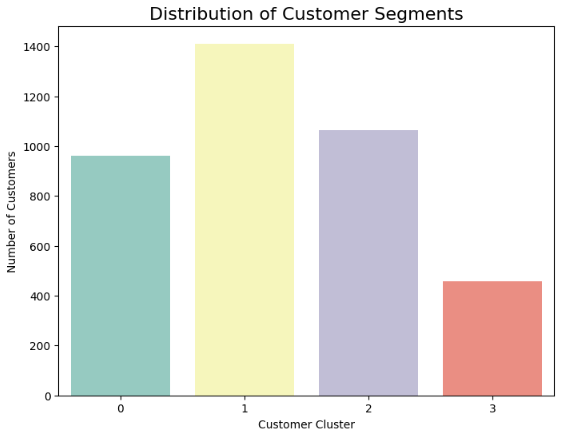 Distribution of Customer Segments
Number of Customers
1400
1200
1000
800
600
400
200
0
0 1 2 3
Customer Cluster